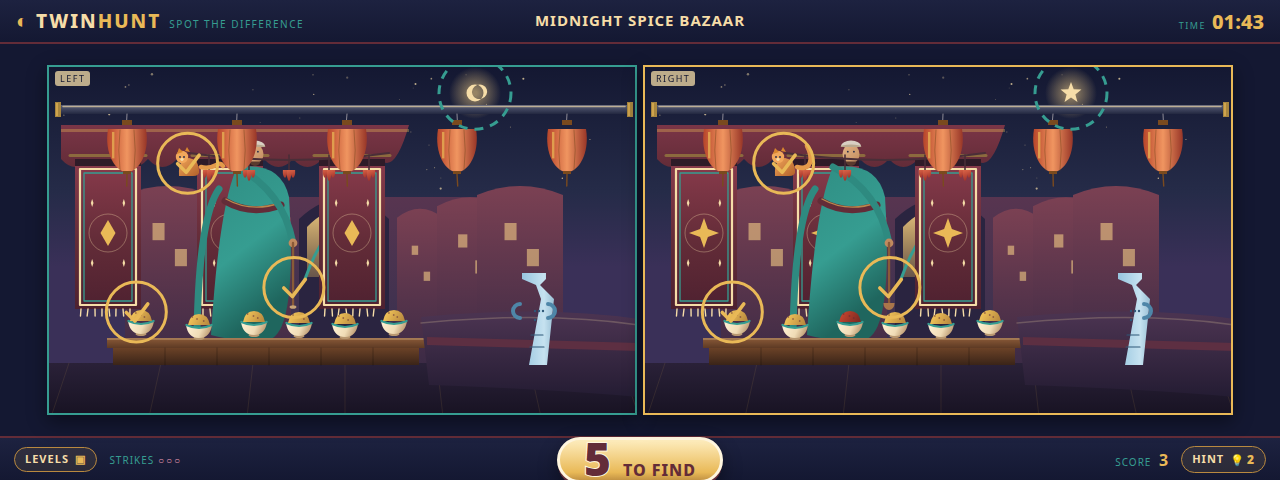 TWINHUNT SPOT THE DIFFERENCE
MIDNIGHT SPICE BAZAAR
TIME 01:43
LEFT
RIGHT
LEVELS
STRIKES
5 TO FIND
SCORE 3
HINT 2